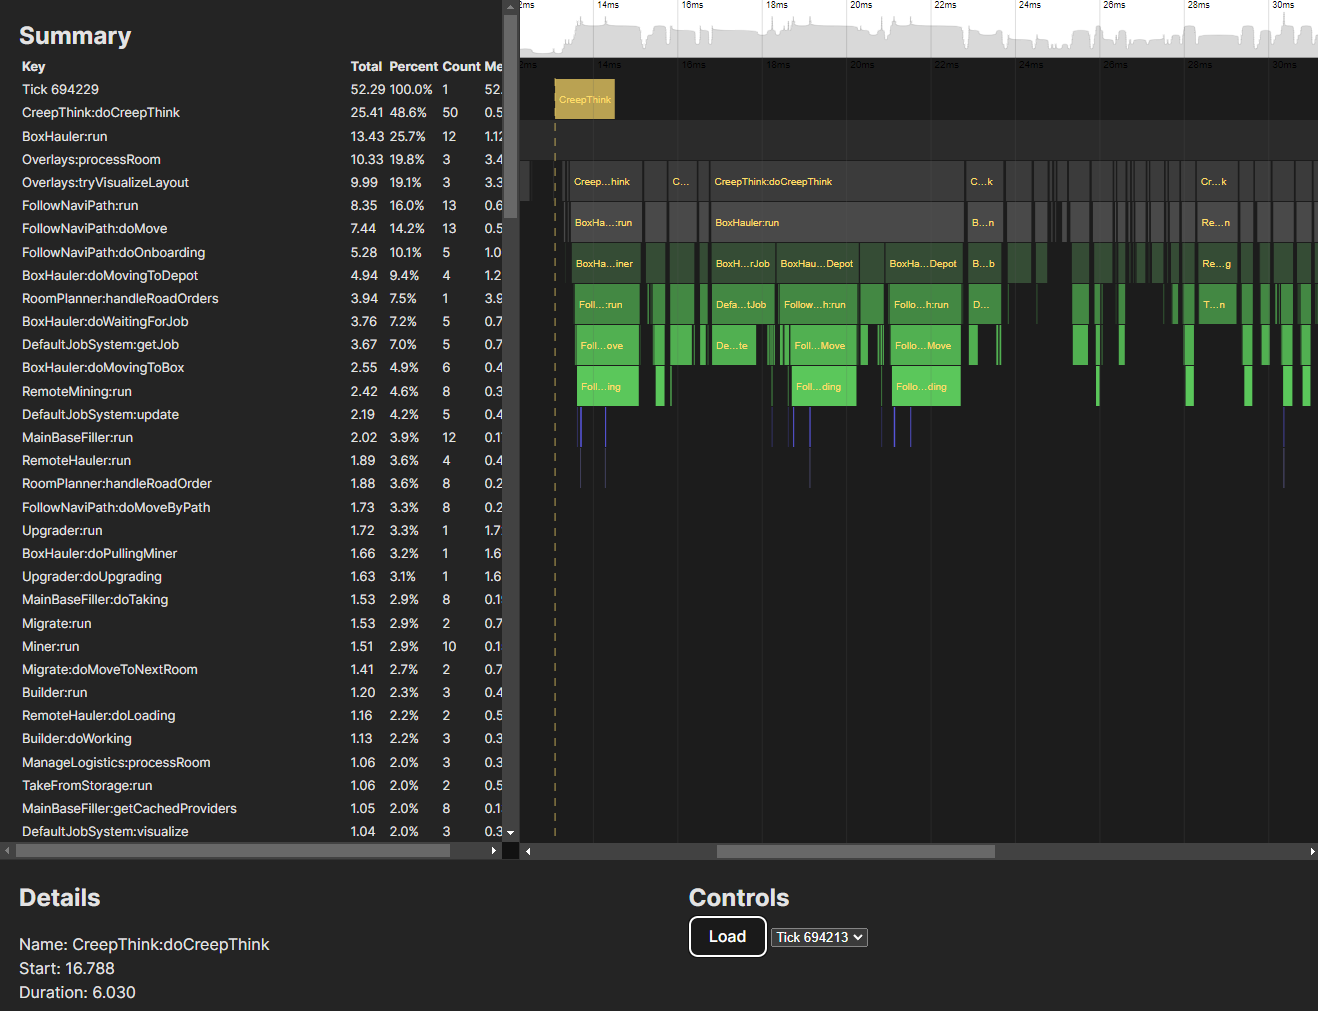 Summary
Key Total Percent Count Me
Tick 694229 52.29 100.0% 1 52.
CreepThink:doCreepThink 25.41 48.6% 50 0.5
BoxHauler:run 13.43 25.7% 12 1.12
Overlays:processRoom 10.33 19.8% 3 3.4
Overlays:tryVisualizeLayout 9.99 19.1% 3 3.3
FollowNaviPath:run 8.35 16.0% 13 0.6
FollowNaviPath:doMove 7.44 14.2% 13 0.5
FollowNaviPath:doOnboarding 5.28 10.1% 5 1.0
BoxHauler:doMovingToDepot 4.94 9.4% 4 1.2
RoomPlanner:handleRoadOrders 3.94 7.5% 1 3.9
BoxHauler:doWaitingForJob 3.76 7.2% 5 0.7
DefaultJobSystem:getJob 3.67 7.0% 5 0.7
BoxHauler:doMovingToBox 2.55 4.9% 6 0.4
RemoteMining:run 2.42 4.6% 8 0.3
DefaultJobSystem:update 2.19 4.2% 5 0.4
MainBaseFiller:run 2.02 3.9% 12 0.1
RemoteHauler:run 1.89 3.6% 4 0.4
RoomPlanner:handleRoadOrder 1.88 3.6% 8 0.2
FollowNaviPath:doMoveByPath 1.73 3.3% 8 0.2
Upgrader:run 1.72 3.3% 1 1.7
BoxHauler:doPullingMiner 1.66 3.2% 1 1.6
Upgrader:doUpgrading 1.63 3.1% 1 1.6
MainBaseFiller:doTaking 1.53 2.9% 8 0.1
Migrate:run 1.53 2.9% 2 0.7
Miner:run 1.51 2.9% 10 0.1
Migrate:doMoveToNextRoom 1.41 2.7% 2 0.7
Builder:run 1.20 2.3% 3 0.4
RemoteHauler:doLoading 1.16 2.2% 2 0.5
Builder:doWorking 1.13 2.2% 3 0.3
ManageLogistics:processRoom 1.06 2.0% 3 0.3
TakeFromStorage:run 1.06 2.0% 2 0.5
MainBaseFiller:getCachedProviders 1.05 2.0% 8 0.1
DefaultJobSystem:visualize 1.04 2.0% 3 0.3
2ms 14ms 16ms 18ms 20ms 22ms 24ms 26ms 28ms 30ms
2ms 14ms 16ms 18ms 20ms 22ms 24ms 26ms 28ms 30ms
CreepThink
Creep...hink C... CreepThink:doCreepThink C...k Cr...k
BoxHa...:run BoxHauler:run B...n Re...n
BoxHa...iner BoxH...rJob BoxHau...Depot BoxHa...Depot B...b Re...g
Foll...:run Defa...tJob Follow...h:run Follo...h:run D... T...n
Foll...ove De...te Foll...Move Follo...Move
Foll...ing Foll...ding Follo...ding
Details
Name: CreepThink:doCreepThink
Start: 16.788
Duration: 6.030
Controls
Load Tick 694213